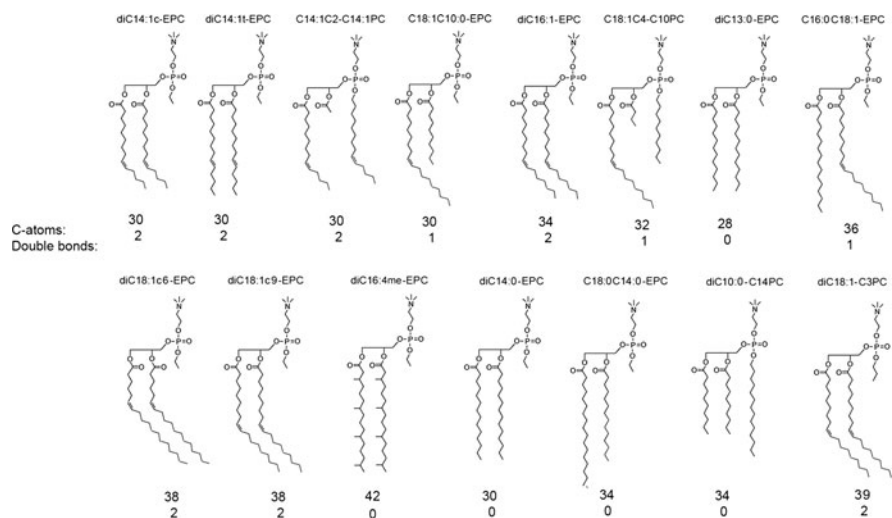 diC14:1c-EPC diC14:1t-EPC C14:1C2-C14:1PC C18:1C10:0-EPC diC16:1-EPC C18:1C4-C10PC diC13:0-EPC C16:0C18:1-EPC
C-atoms: 30 30 30 30 34 32 28 36
Double bonds: 2 2 2 1 2 1 0 1
diC18:1c6-EPC diC18:1c9-EPC diC16:4me-EPC diC14:0-EPC C18:0C14:0-EPC diC10:0-C14PC diC18:1-C3PC
38 38 42 30 34 34 39
2 2 0 0 0 0 2